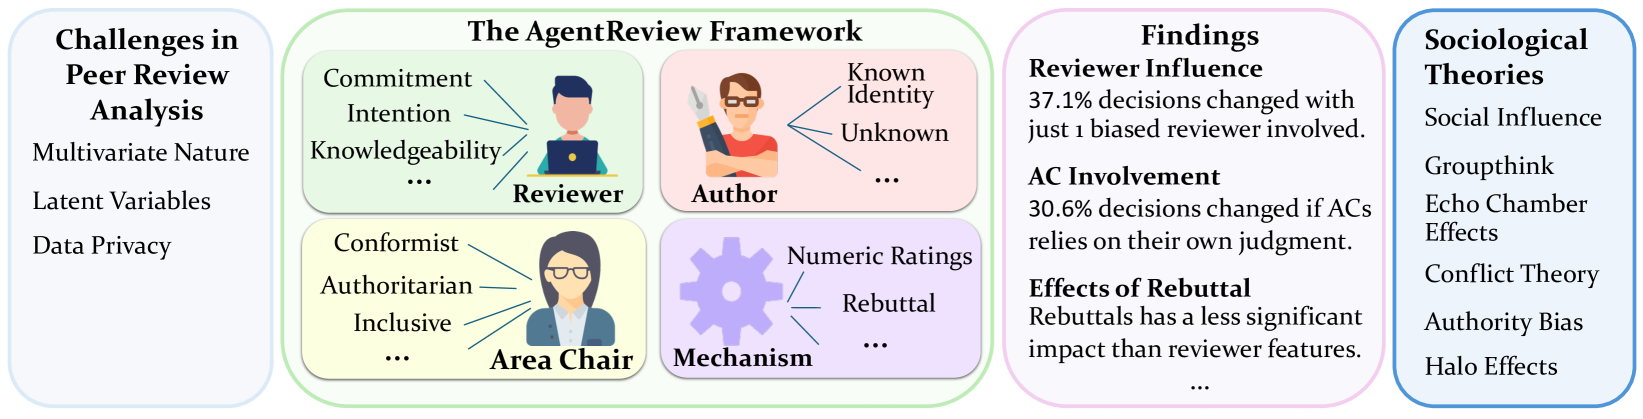 Challenges in
Peer Review
Analysis
Multivariate Nature
Latent Variables
Data Privacy
The AgentReview Framework
Commitment
Intention
Knowledgeability
...
Reviewer
Known
Identity
Unknown
...
Author
Conformist
Authoritarian
Inclusive
...
Area Chair
Numeric Ratings
Rebuttal
...
Mechanism
Findings
Reviewer Influence
37.1% decisions changed with
just 1 biased reviewer involved.
AC Involvement
30.6% decisions changed if ACs
relies on their own judgment.
Effects of Rebuttal
Rebuttals has a less significant
impact than reviewer features.
...
Sociological
Theories
Social Influence
Groupthink
Echo Chamber
Effects
Conflict Theory
Authority Bias
Halo Effects